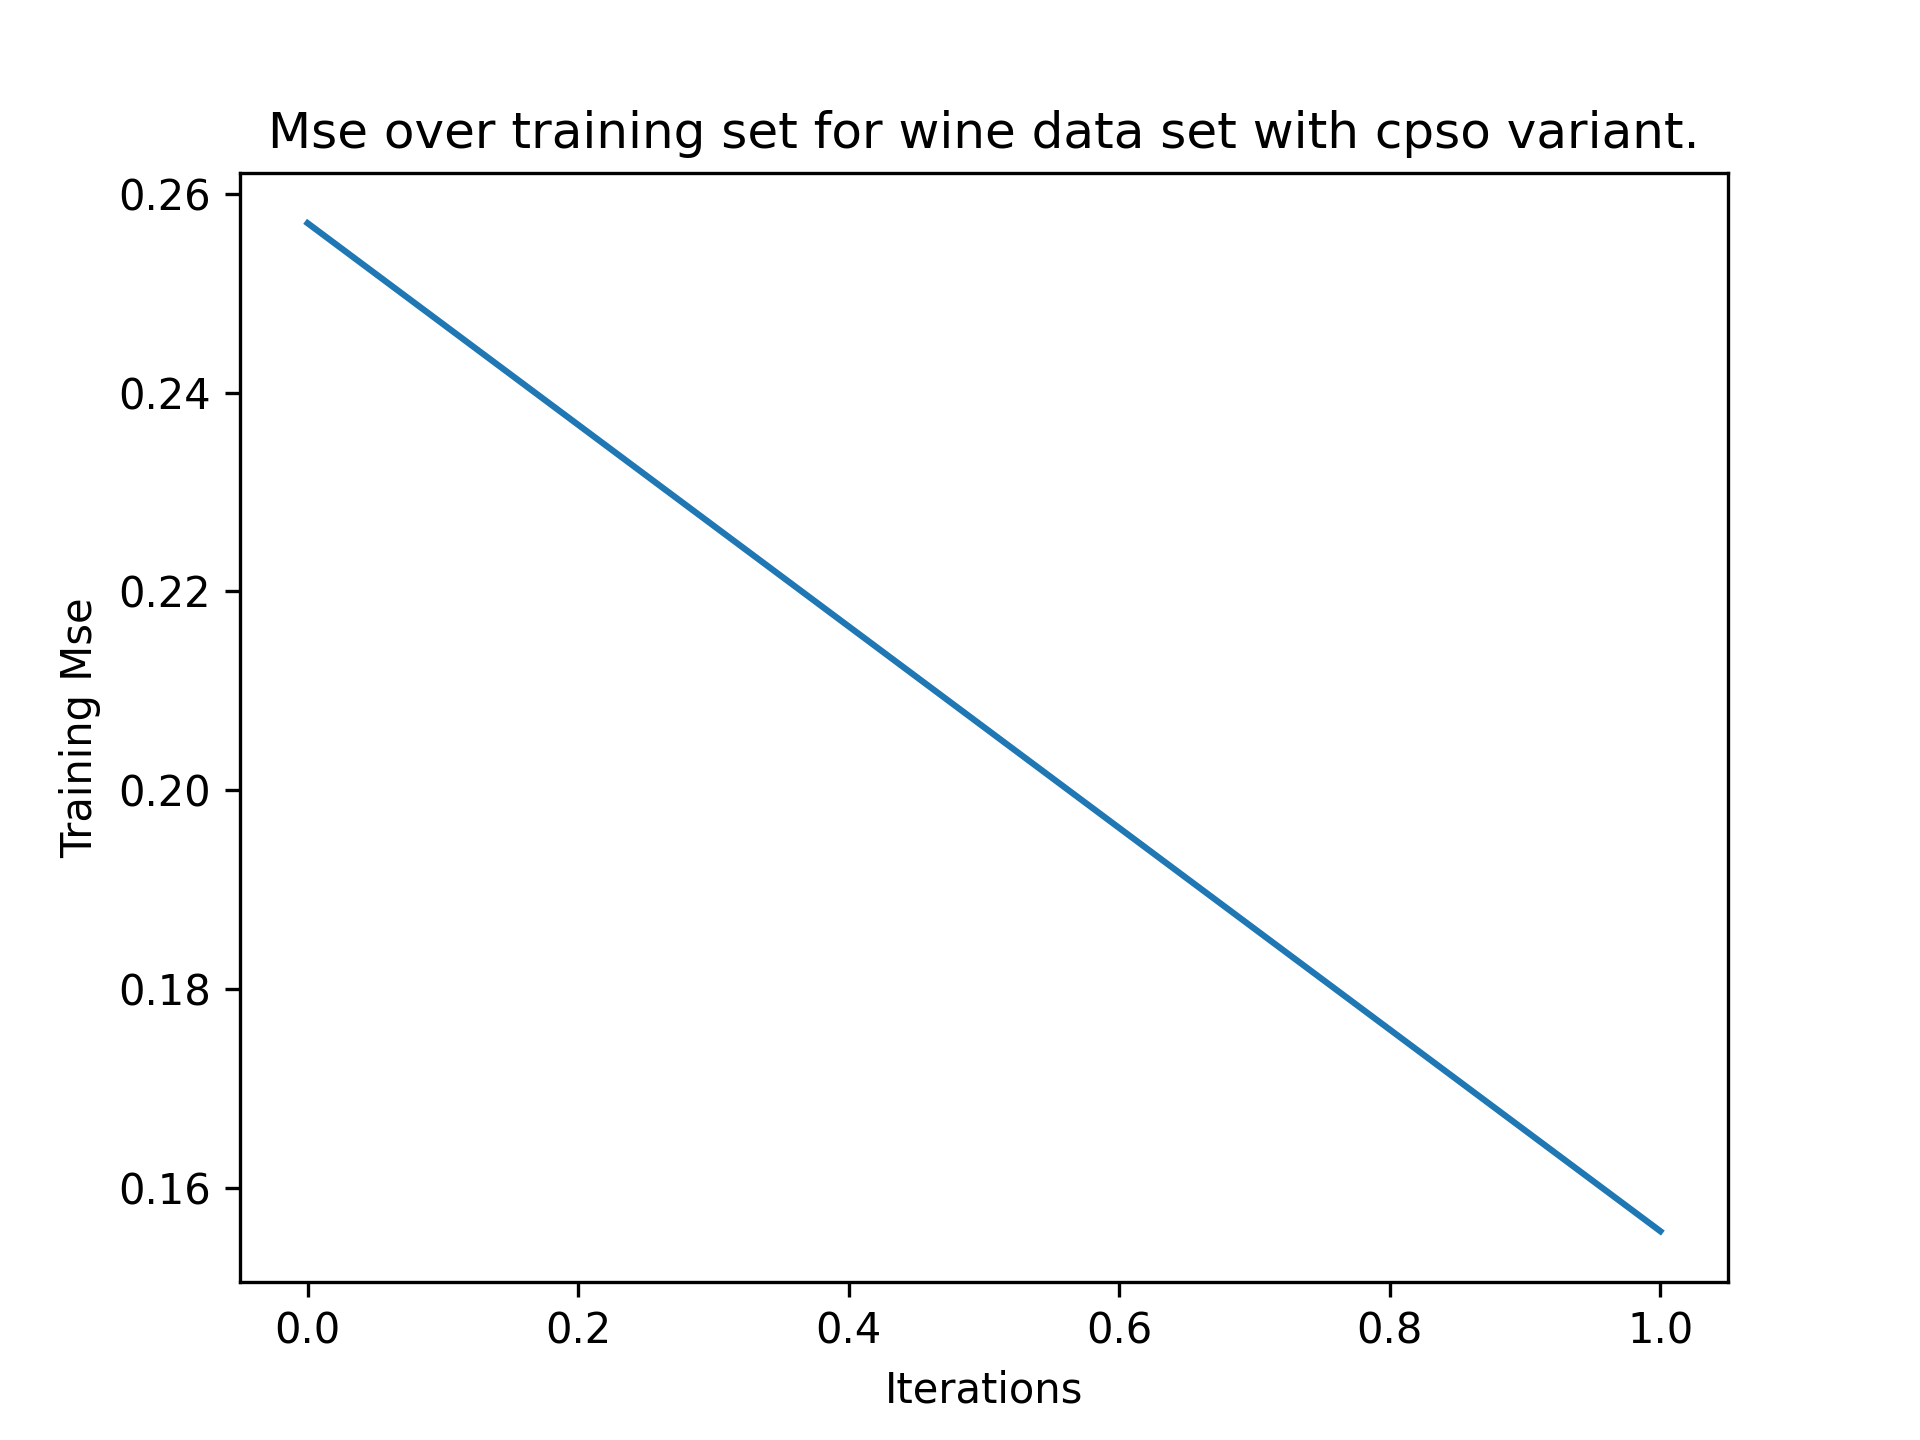 Mse over training set for wine data set with cpso variant.
0.26
0.24
0.22
0.20
0.18
0.16
Training Mse
0.0 0.2 0.4 0.6 0.8 1.0
Iterations